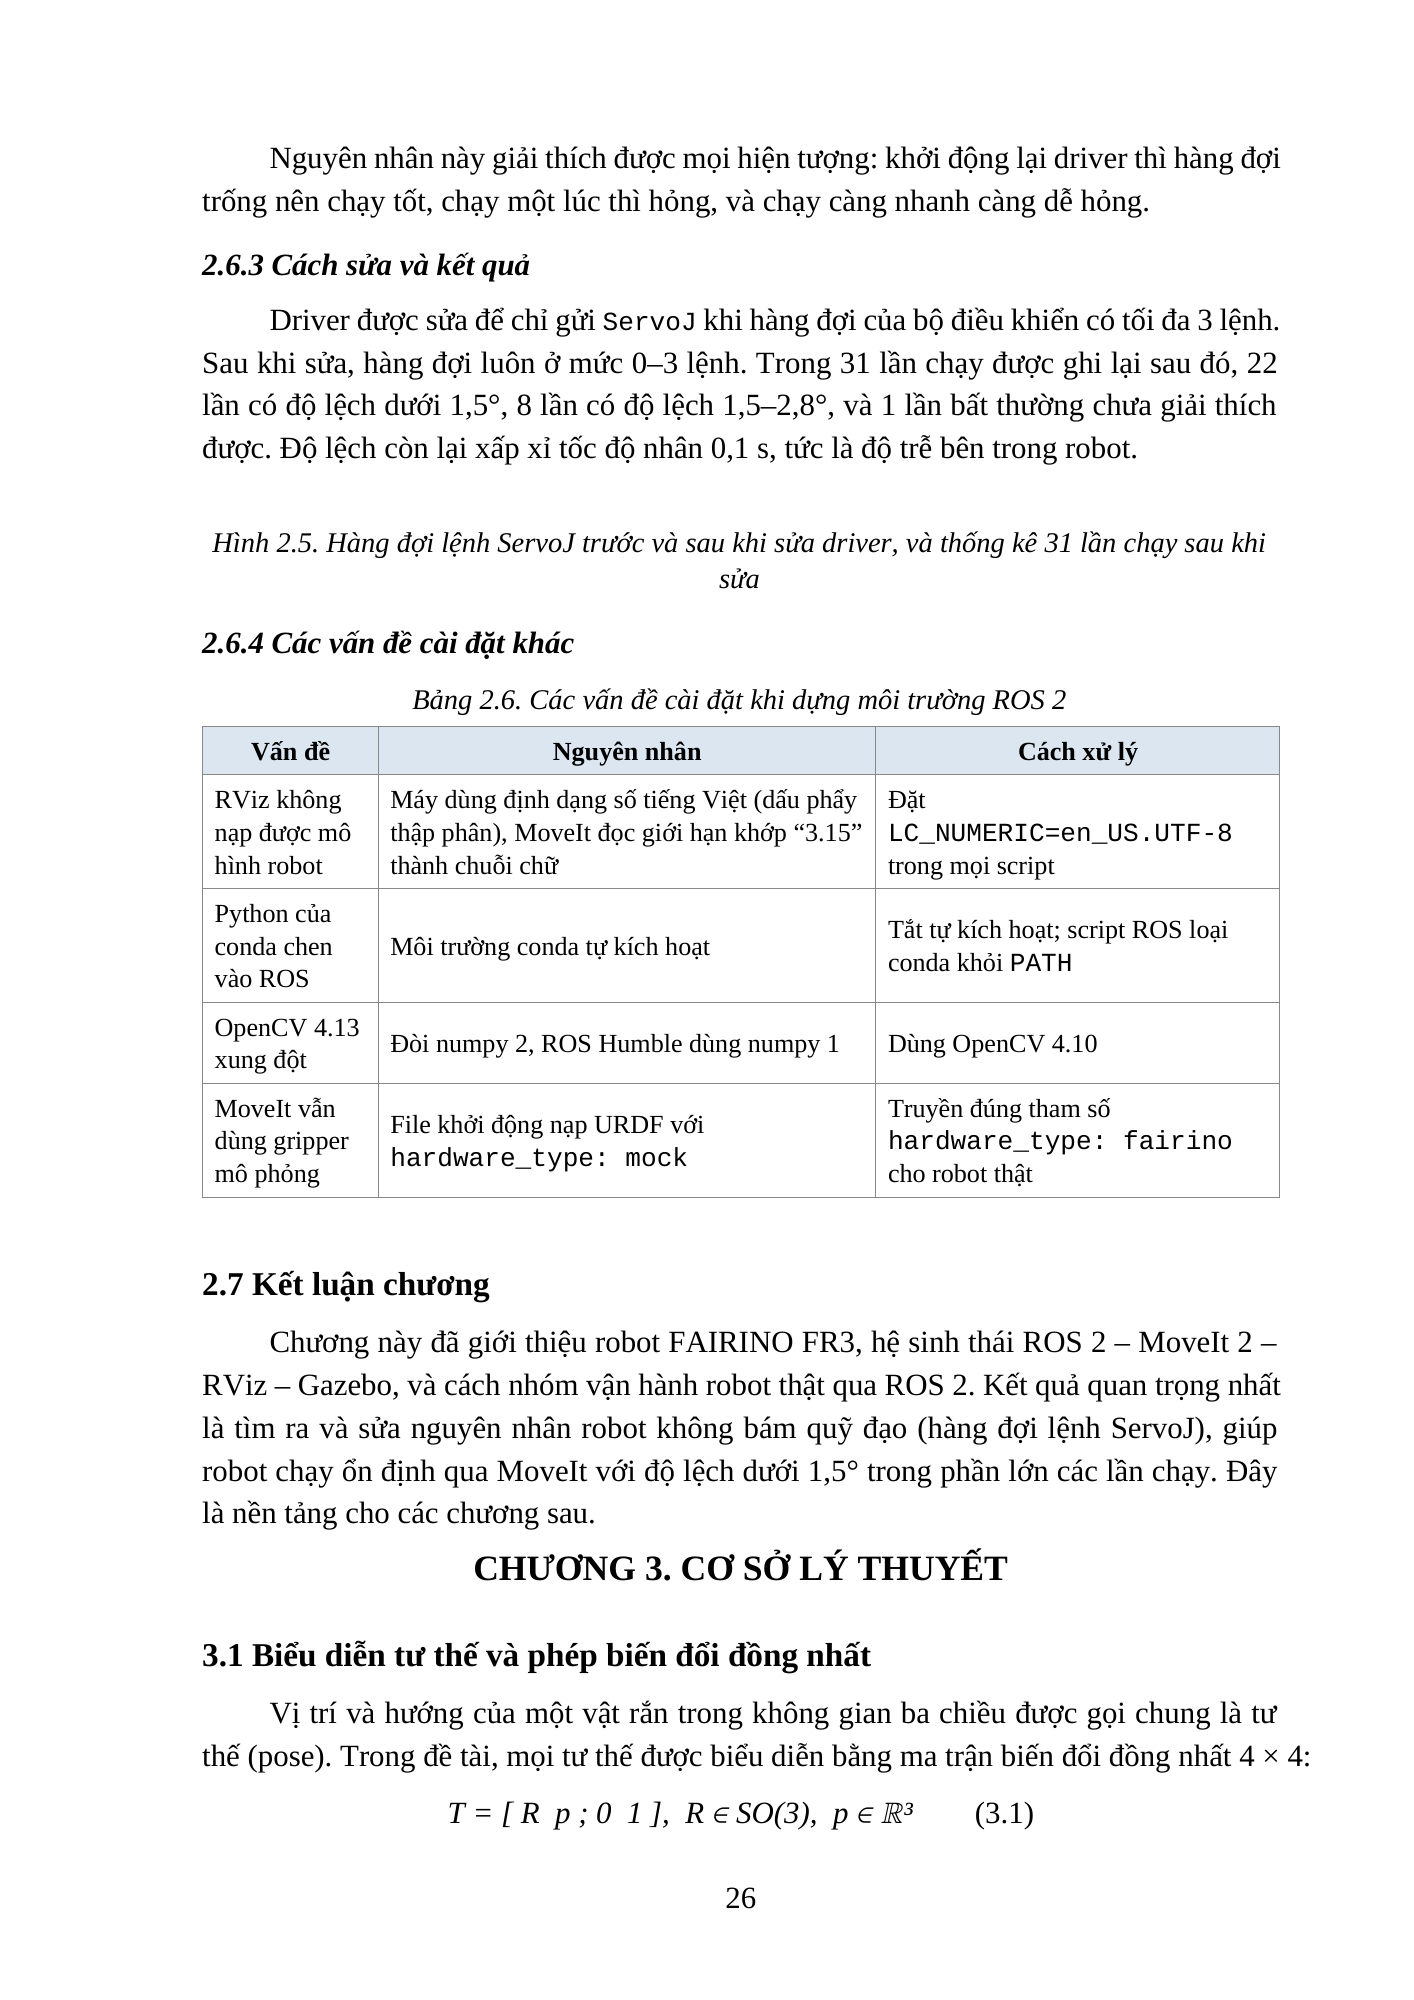 Nguyên nhân này giải thích được mọi hiện tượng: khởi động lại driver thì hàng đợi
trống nên chạy tốt, chạy một lúc thì hỏng, và chạy càng nhanh càng dễ hỏng.
2.6.3 Cách sửa và kết quả
Driver được sửa để chỉ gửi ServoJ khi hàng đợi của bộ điều khiển có tối đa 3 lệnh.
Sau khi sửa, hàng đợi luôn ở mức 0–3 lệnh. Trong 31 lần chạy được ghi lại sau đó, 22
lần có độ lệch dưới 1,5°, 8 lần có độ lệch 1,5–2,8°, và 1 lần bất thường chưa giải thích
được. Độ lệch còn lại xấp xỉ tốc độ nhân 0,1 s, tức là độ trễ bên trong robot.
Hình 2.5. Hàng đợi lệnh ServoJ trước và sau khi sửa driver, và thống kê 31 lần chạy sau khi
sửa
2.6.4 Các vấn đề cài đặt khác
Bảng 2.6. Các vấn đề cài đặt khi dựng môi trường ROS 2
Vấn đề Nguyên nhân Cách xử lý
RViz không
nạp được mô
hình robot
Máy dùng định dạng số tiếng Việt (dấu phẩy
thập phân), MoveIt đọc giới hạn khớp “3.15”
thành chuỗi chữ
Đặt
LC_NUMERIC=en_US.UTF-8
trong mọi script
Python của
conda chen
vào ROS
Môi trường conda tự kích hoạt
Tắt tự kích hoạt; script ROS loại
conda khỏi PATH
OpenCV 4.13
xung đột
Đòi numpy 2, ROS Humble dùng numpy 1
Dùng OpenCV 4.10
MoveIt vẫn
dùng gripper
mô phỏng
File khởi động nạp URDF với
hardware_type: mock
Truyền đúng tham số
hardware_type: fairino
cho robot thật
2.7 Kết luận chương
Chương này đã giới thiệu robot FAIRINO FR3, hệ sinh thái ROS 2 – MoveIt 2 –
RViz – Gazebo, và cách nhóm vận hành robot thật qua ROS 2. Kết quả quan trọng nhất
là tìm ra và sửa nguyên nhân robot không bám quỹ đạo (hàng đợi lệnh ServoJ), giúp
robot chạy ổn định qua MoveIt với độ lệch dưới 1,5° trong phần lớn các lần chạy. Đây
là nền tảng cho các chương sau.
CHƯƠNG 3. CƠ SỞ LÝ THUYẾT
3.1 Biểu diễn tư thế và phép biến đổi đồng nhất
Vị trí và hướng của một vật rắn trong không gian ba chiều được gọi chung là tư
thế (pose). Trong đề tài, mọi tư thế được biểu diễn bằng ma trận biến đổi đồng nhất 4 × 4:
T = [ R p ; 0 1 ], R ∈ SO(3), p ∈ ℝ³ (3.1)
26